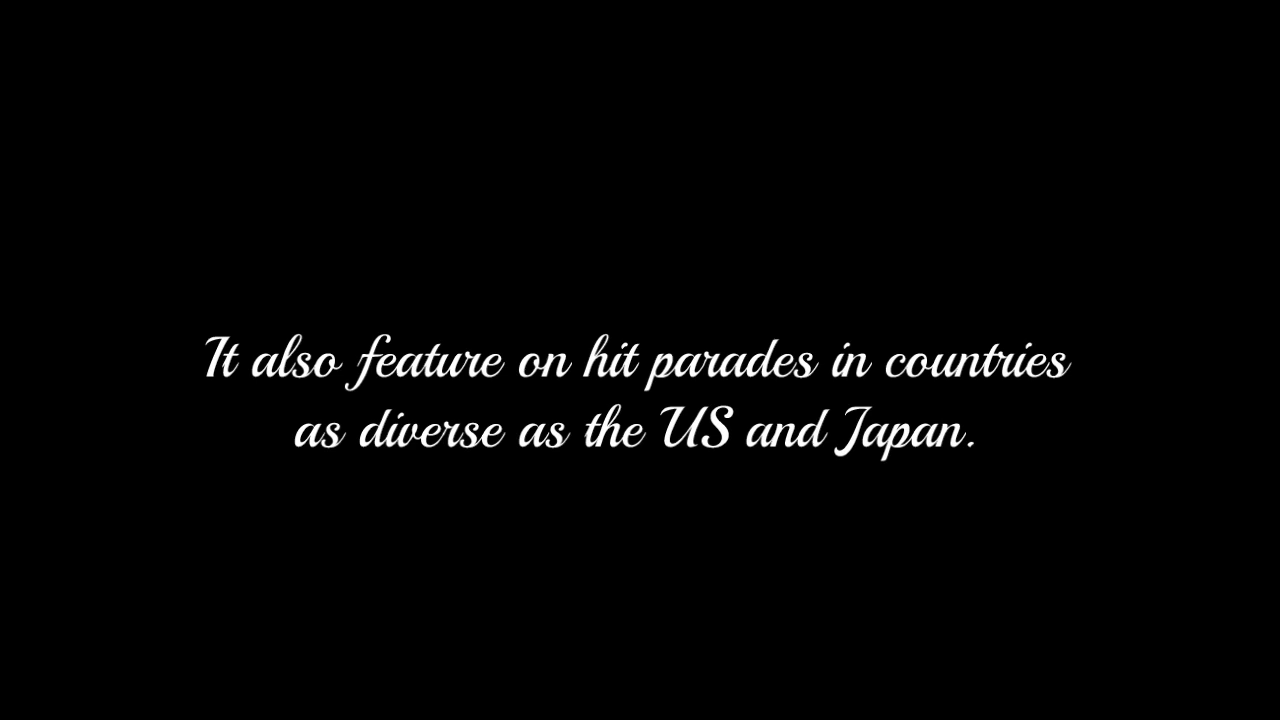 It also feature on hit parades in countries
as diverse as the US and Japan.